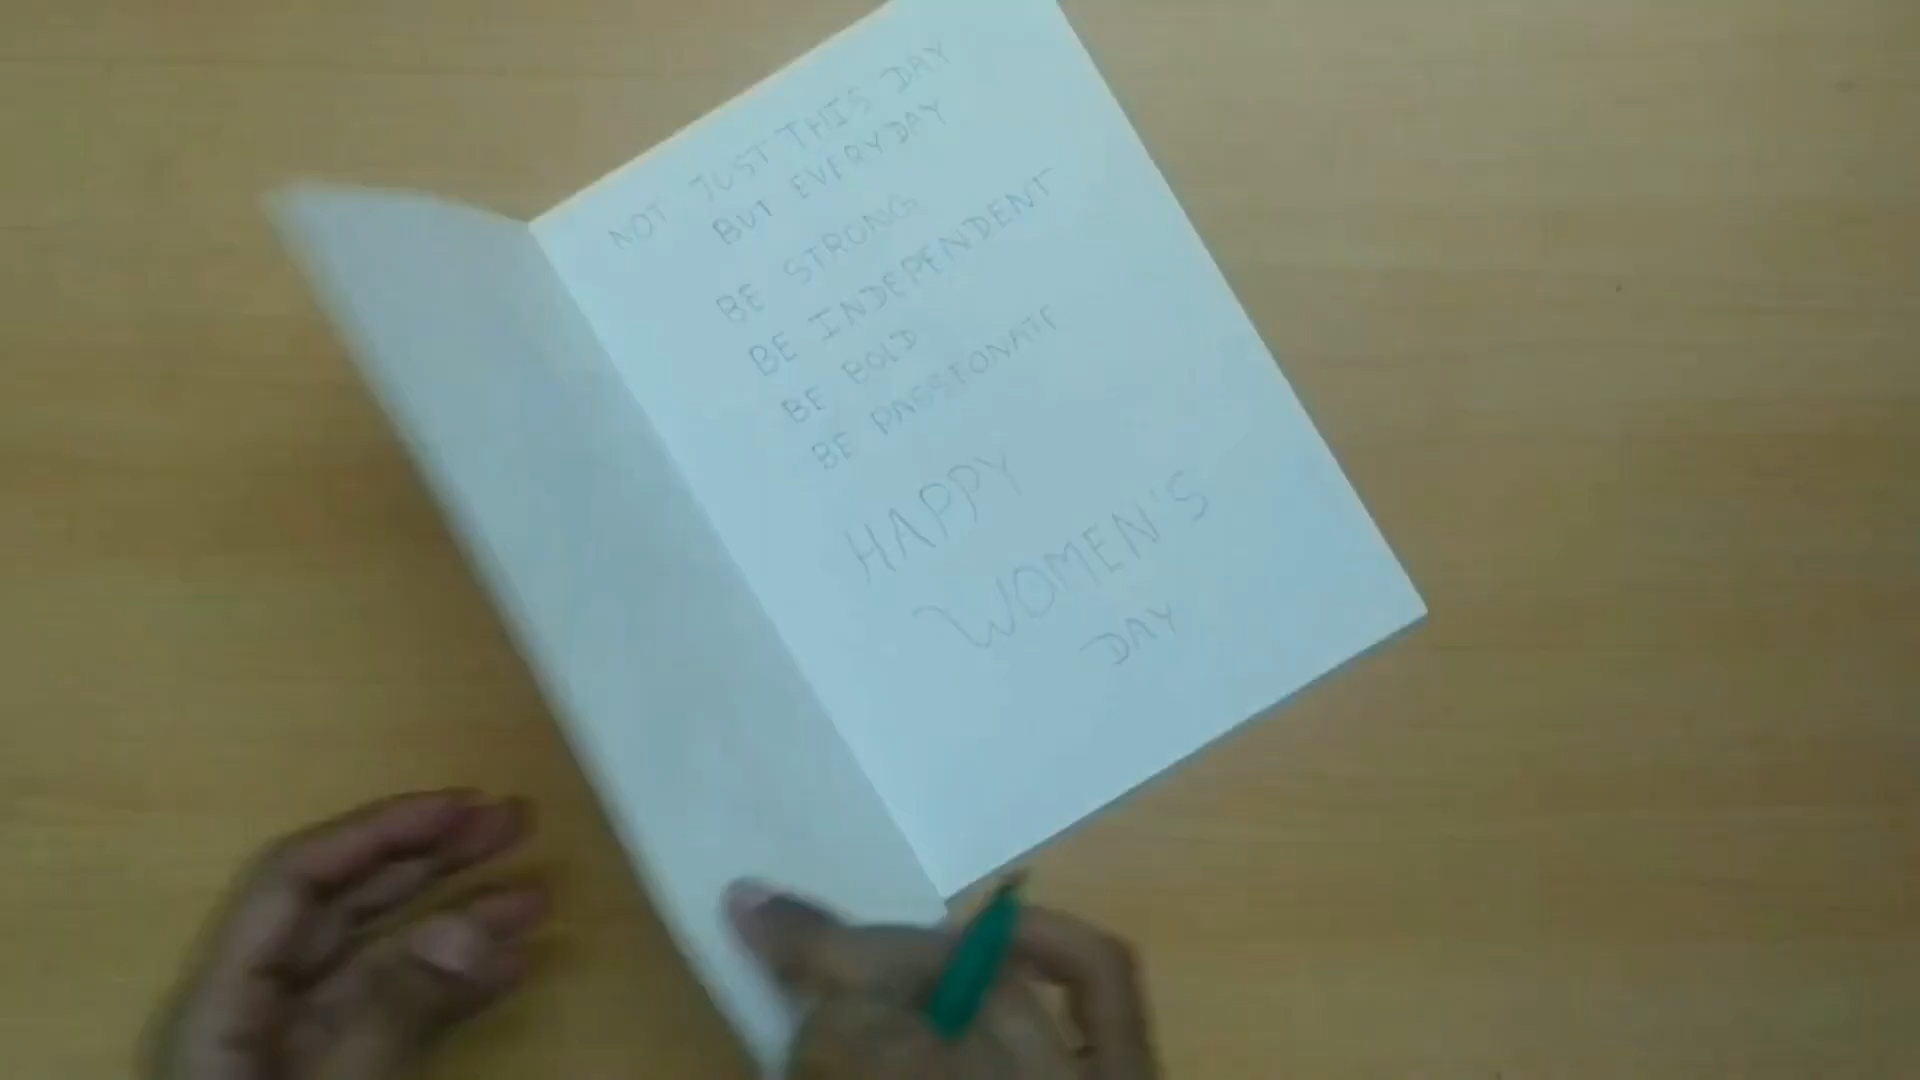 NOT JUST THIS DAY
BUT EVERYDAY
BE STRONG
BE INDEPENDENT
BE BOLD
BE PASSIONATE
HAPPY
WOMEN'S
DAY